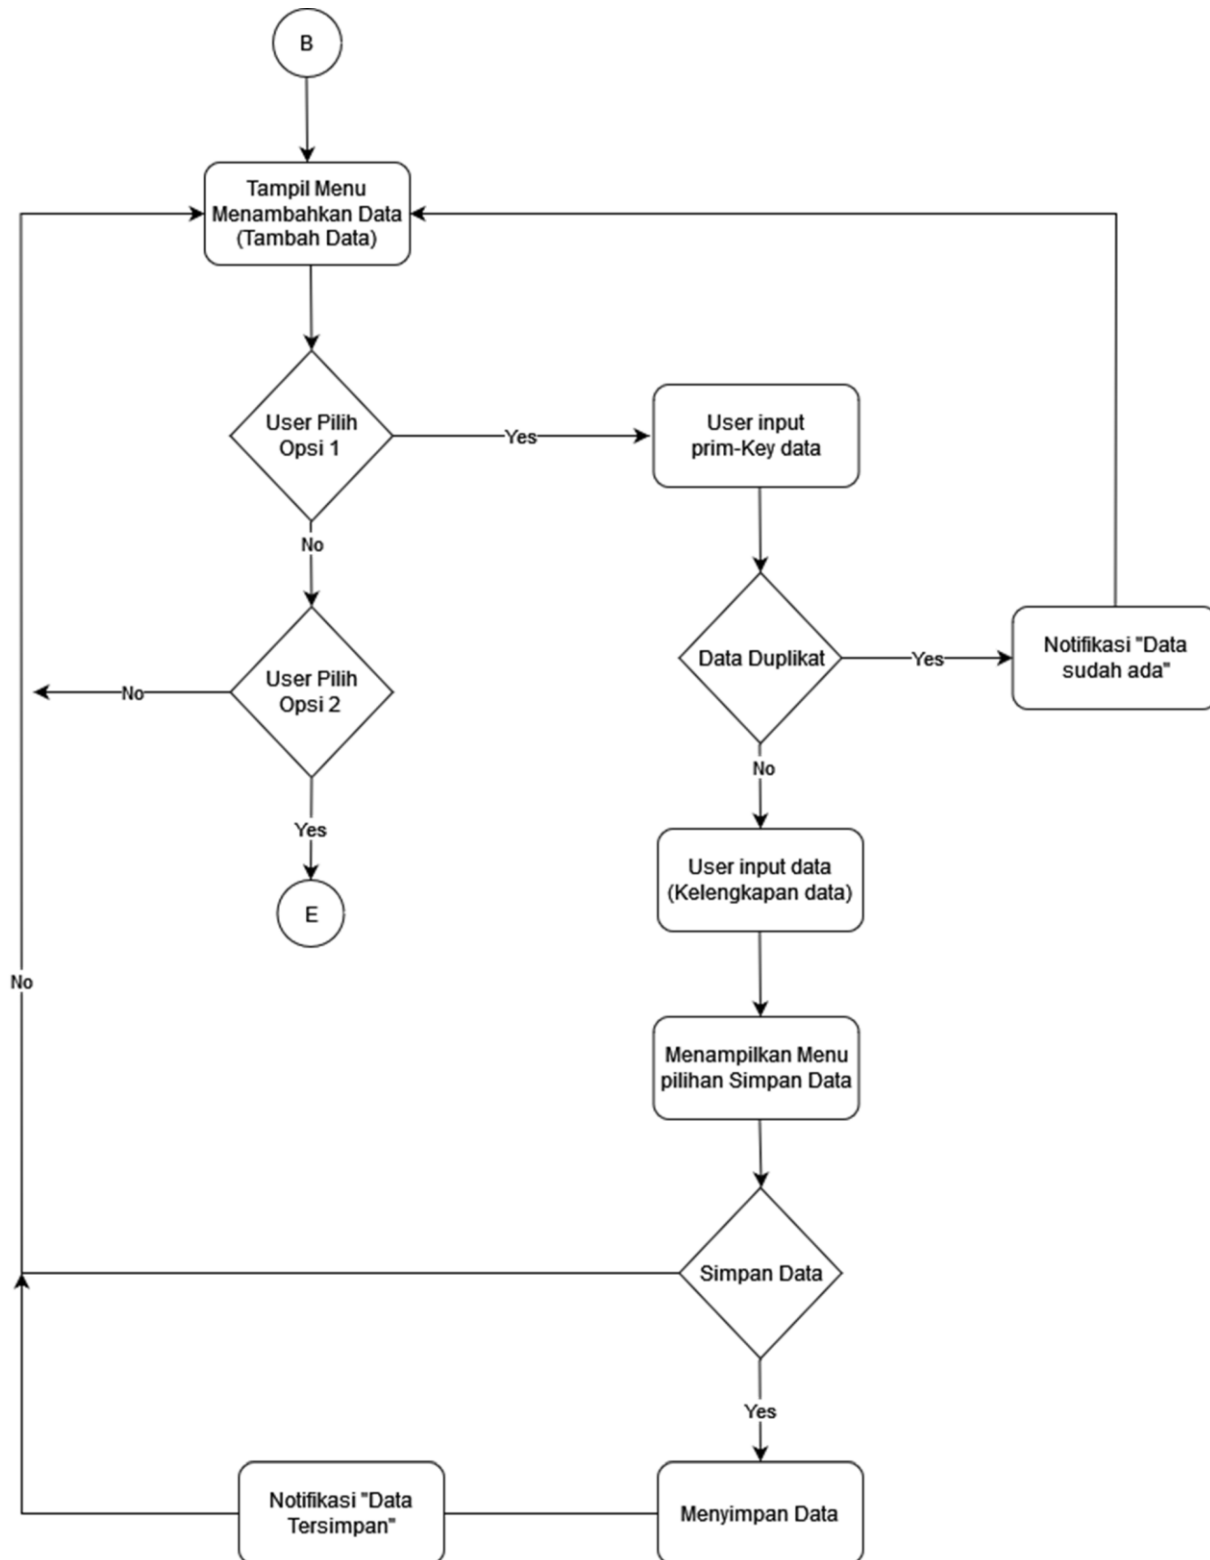 B
Tampil Menu
Menambahkan Data
(Tambah Data)
User Pilih
Opsi 1
Yes
User input
prim-Key data
No
User Pilih
Opsi 2
No
Yes
E
Data Duplikat
Yes
Notifikasi "Data
sudah ada"
No
User input data
(Kelengkapan data)
Menampilkan Menu
pilihan Simpan Data
Simpan Data
No
Yes
Menyimpan Data
Notifikasi "Data
Tersimpan"